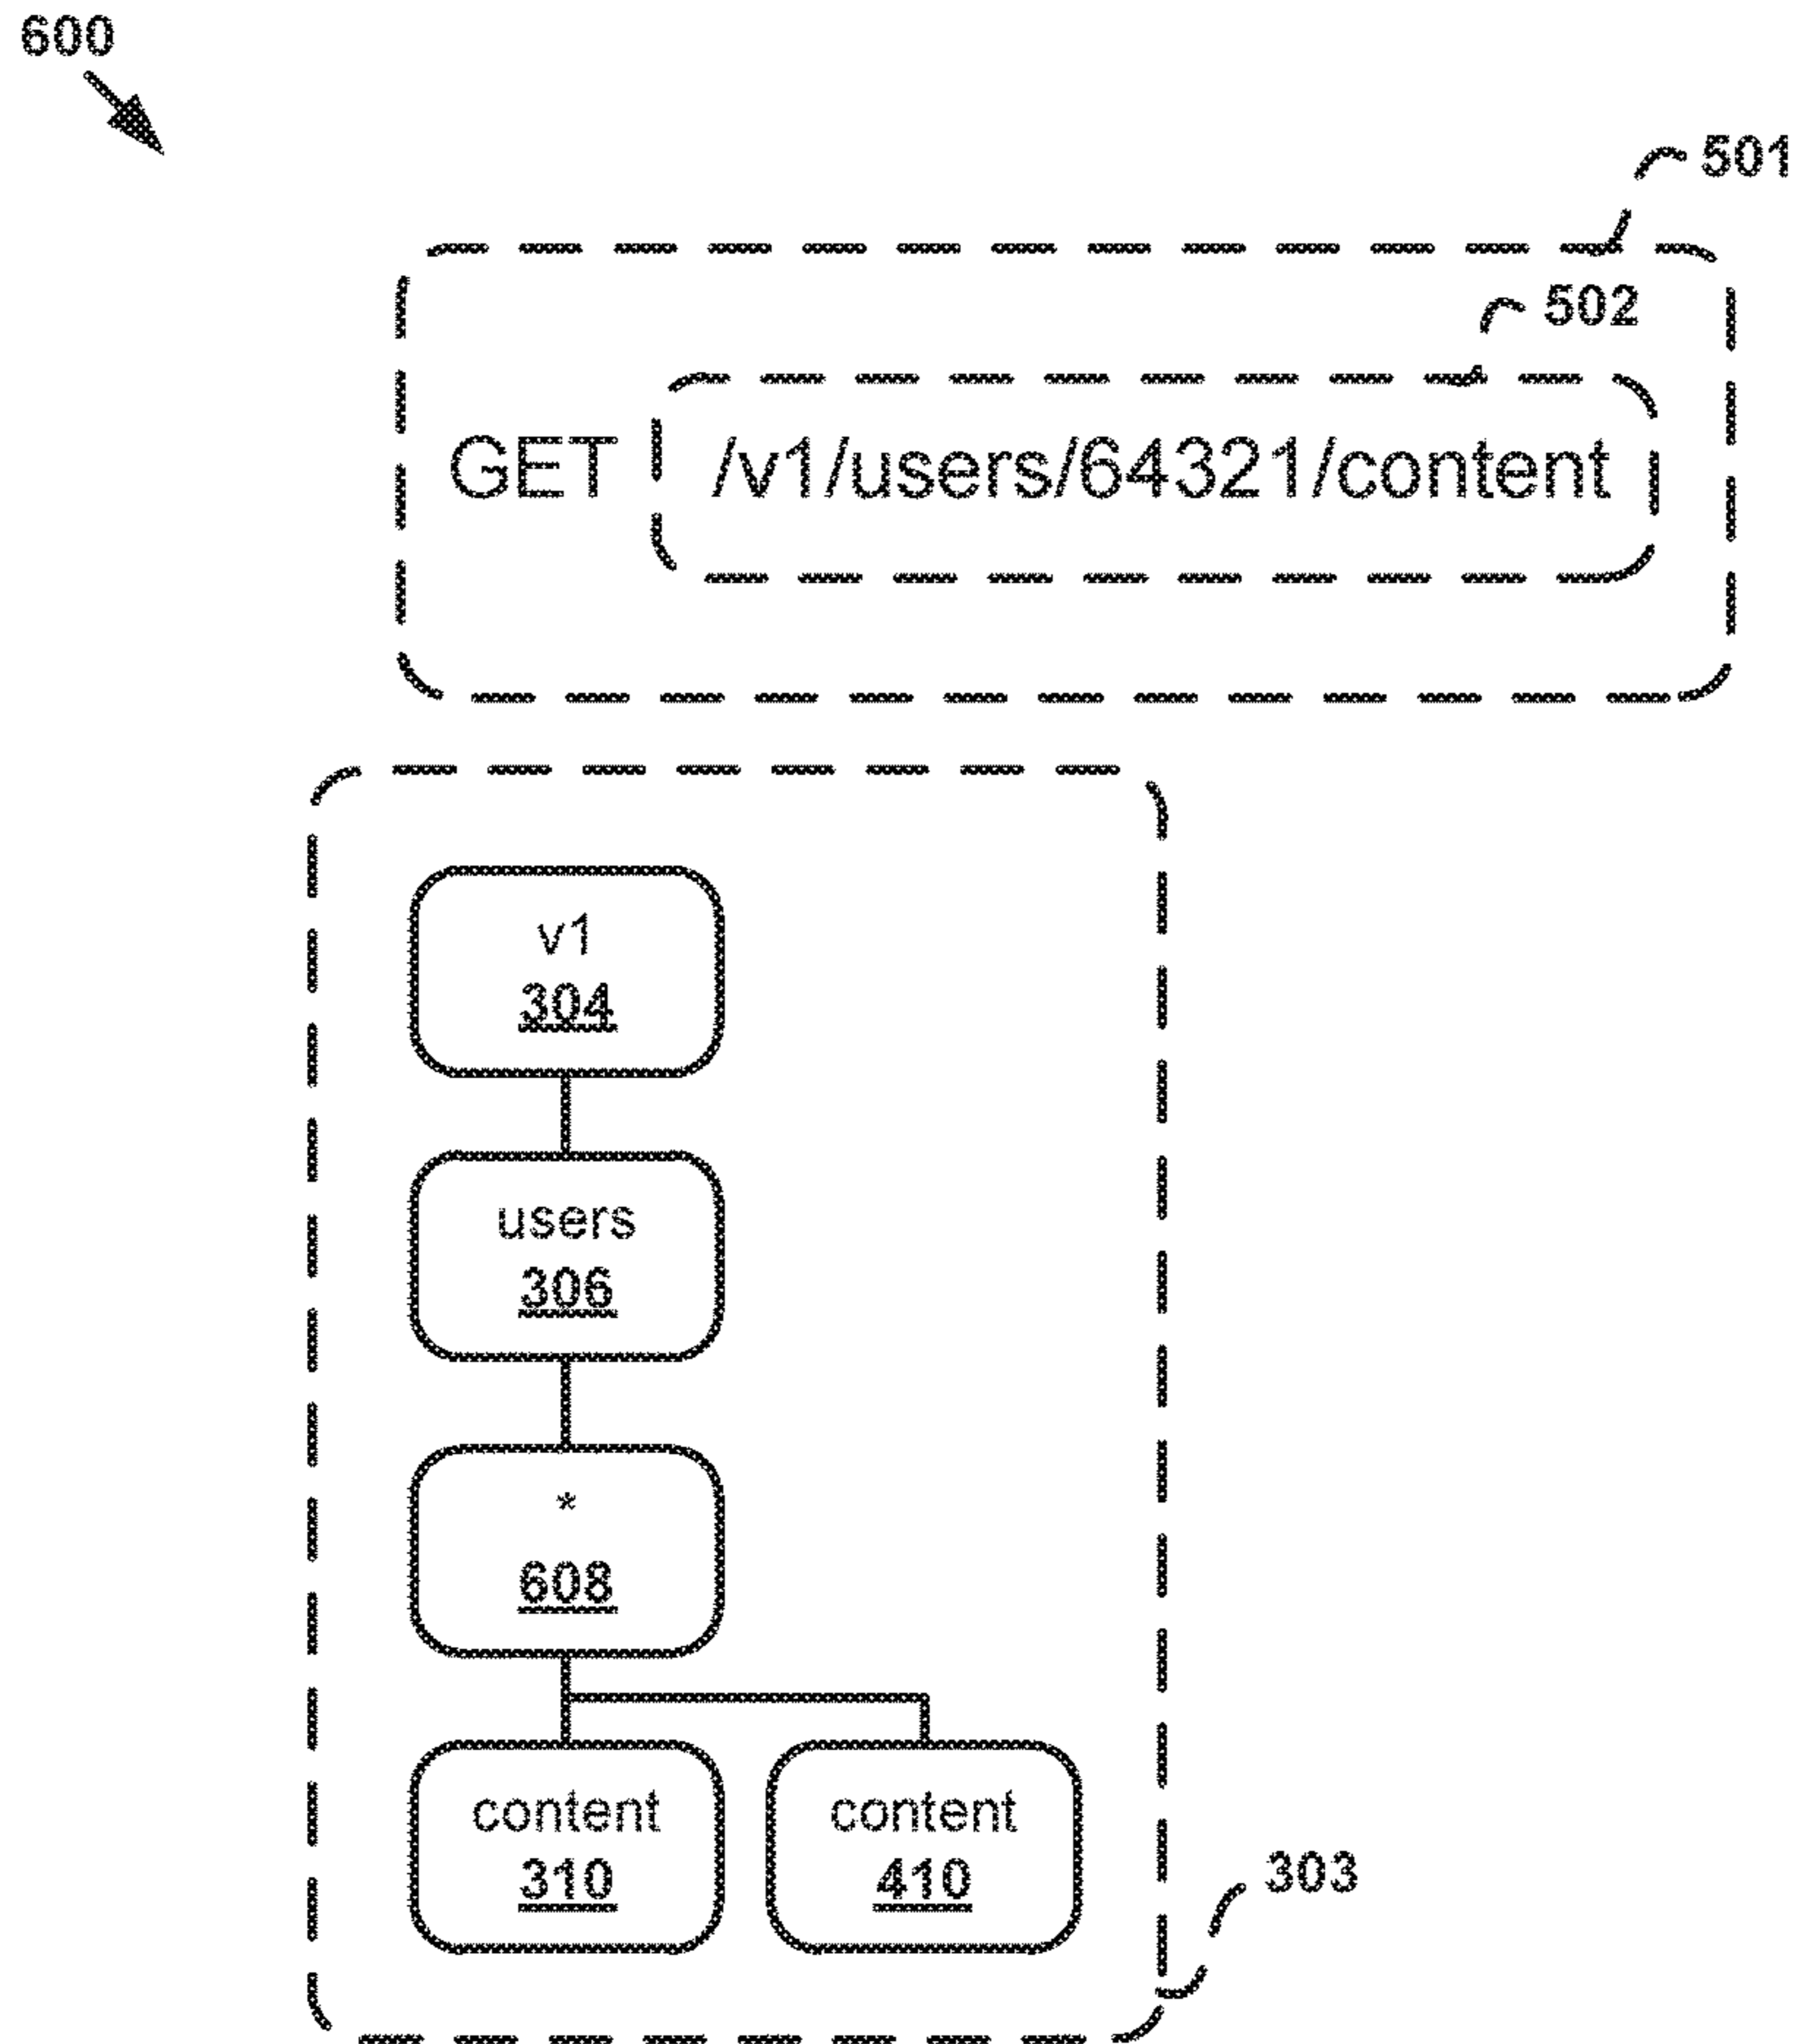 600
501
502
GET /v1/users/64321/content
v1
304
users
306
*
608
content
310
content
410
303